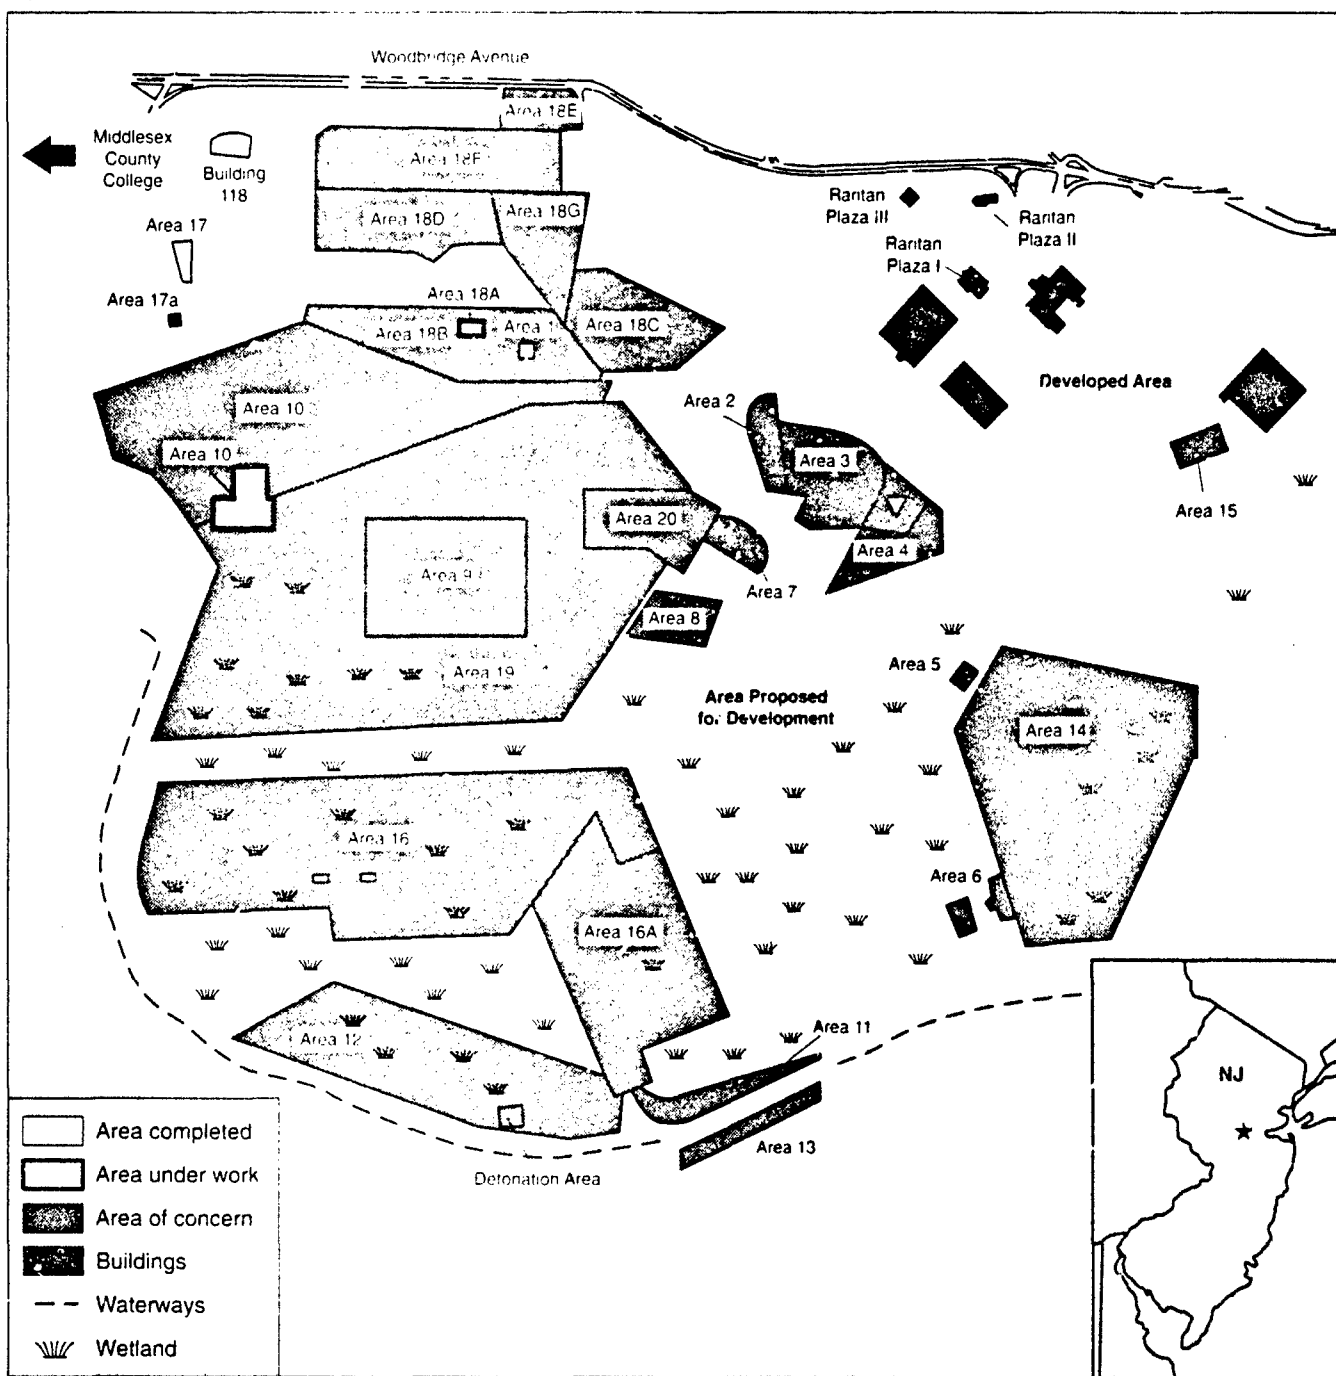 Woodbridge Avenue
Area 18E
Middlesex
County
College
Building
118
Area 18F
Raritan
Plaza III
Raritan
Plaza II
Area 17
Area 18D
Area 18G
Raritan
Plaza I
Area 17a
Area 18A
Area 18B
Area 1
Area 18C
Developed Area
Area 2
Area 10
Area 10
Area 3
Area 15
Area 20
Area 4
Area 9
Area 7
Area 8
Area 5
Area 19
Area Proposed
for Development
Area 14
Area 16
Area 6
Area 16A
Area 11
Area 12
NJ
Area completed
Area under work
Area of concern
Buildings
Waterways
Wetland
Area 13
Detonation Area